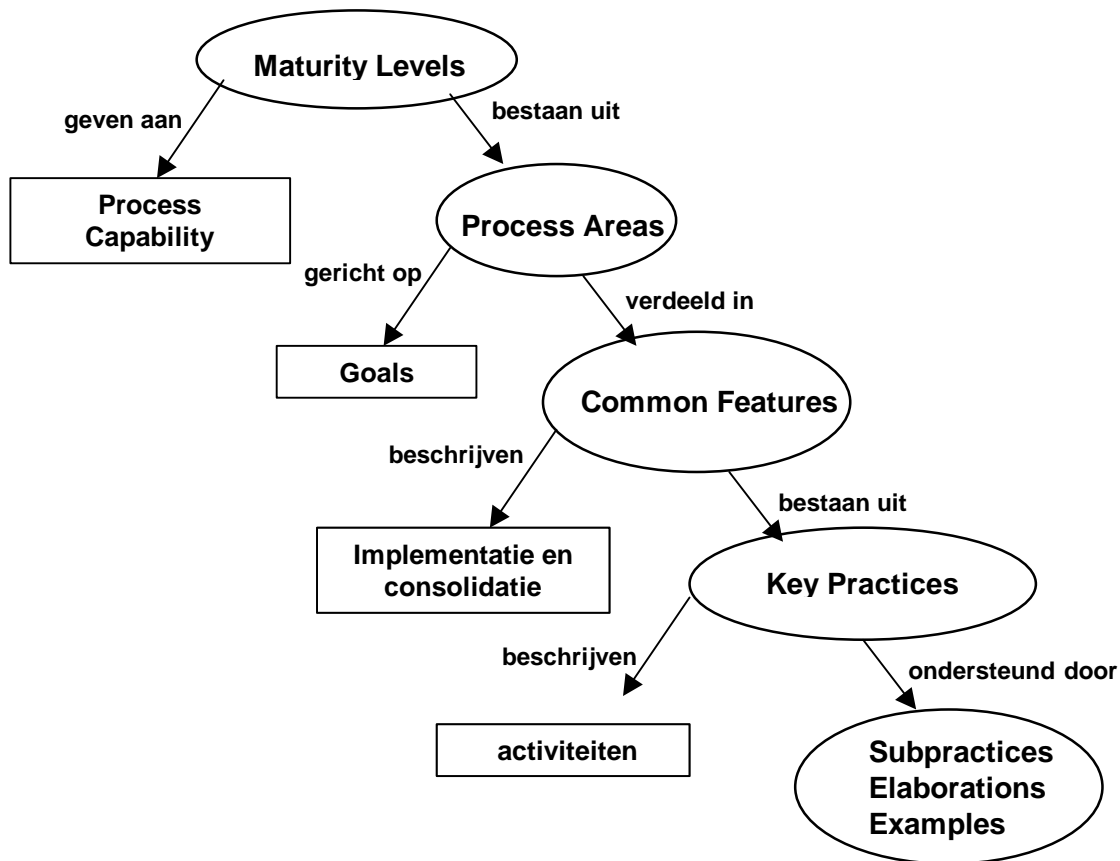 Maturity Levels
geven aan
bestaan uit
Process
Capability
Process Areas
gericht op
verdeeld in
Goals
Common Features
beschrijven
bestaan uit
Implementatie en
consolidatie
Key Practices
beschrijven
ondersteund door
activiteiten
Subpractices
Elaborations
Examples